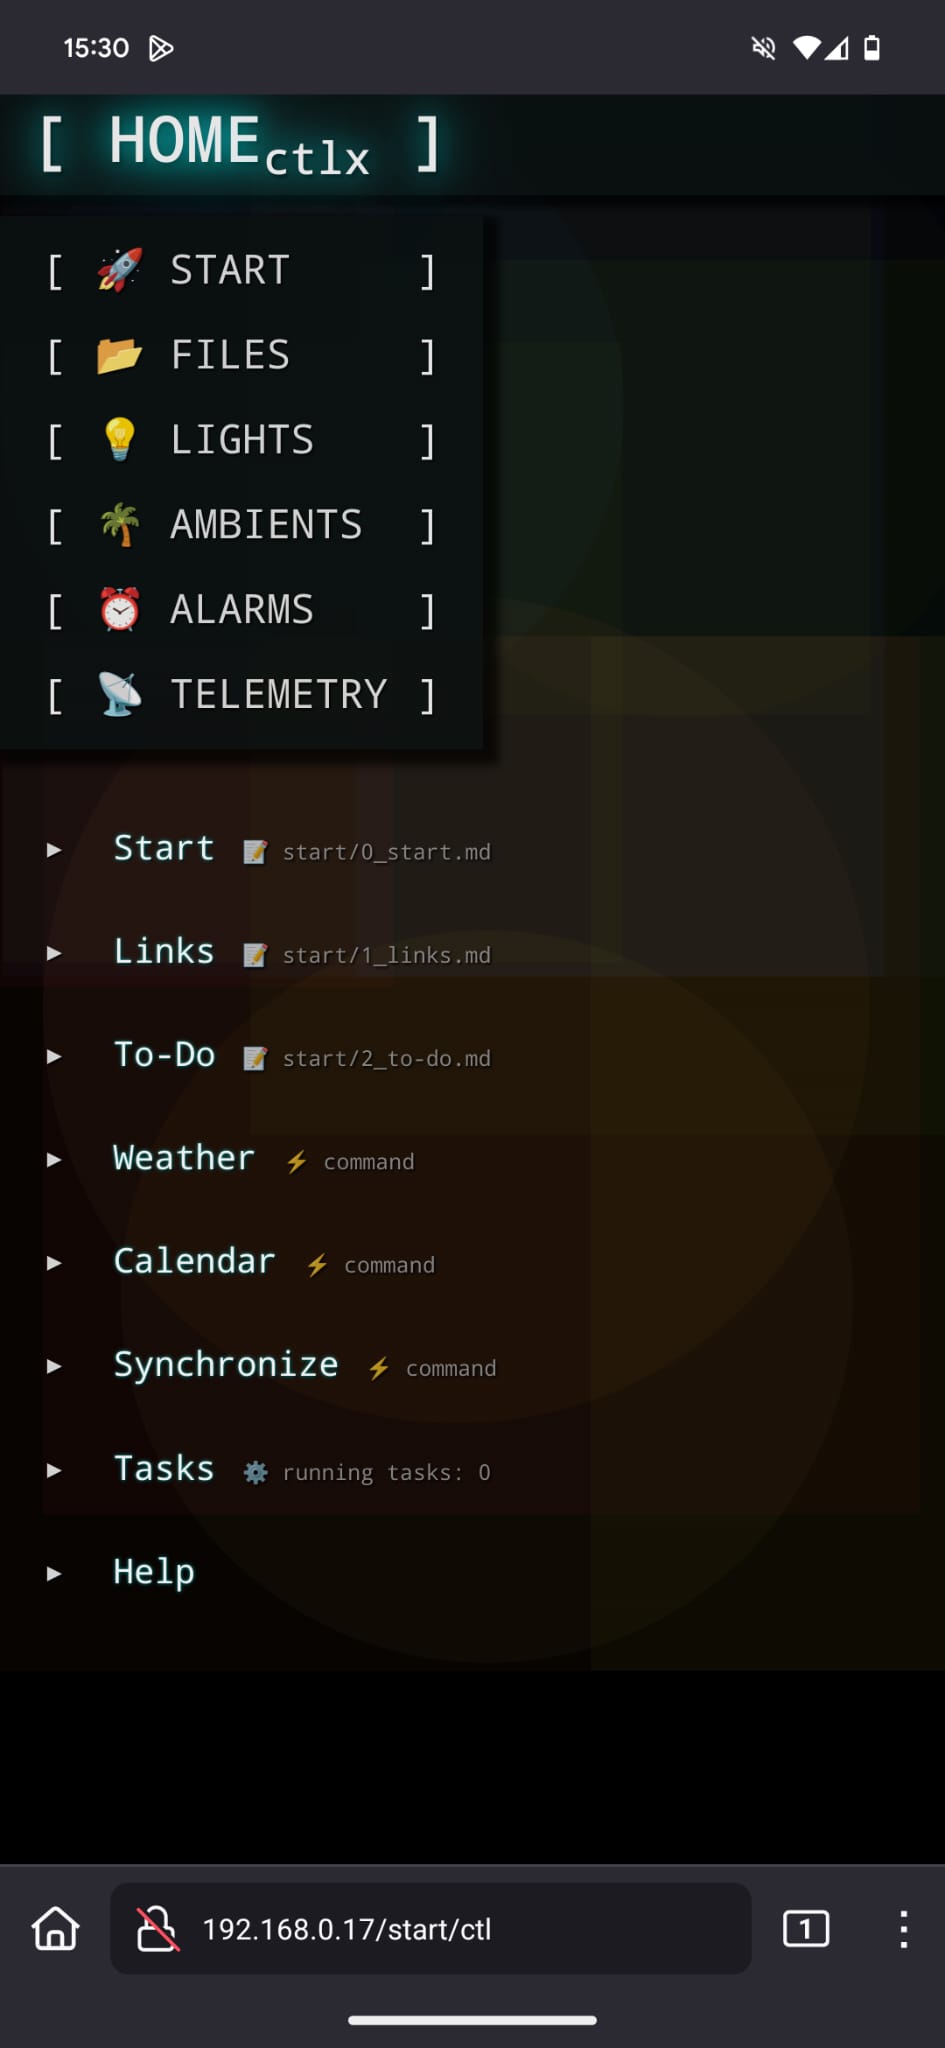 15:30
[ HOMEctlx ]
[ 🚀 START ]
[ 📂 FILES ]
[ 💡 LIGHTS ]
[ 🌴 AMBIENTS ]
[ ⏰ ALARMS ]
[ 📡 TELEMETRY ]
▶ Start 📝 start/0_start.md
▶ Links 📝 start/1_links.md
▶ To-Do 📝 start/2_to-do.md
▶ Weather ⚡ command
▶ Calendar ⚡ command
▶ Synchronize ⚡ command
▶ Tasks ⚙️ running tasks: 0
▶ Help
192.168.0.17/start/ctl
1